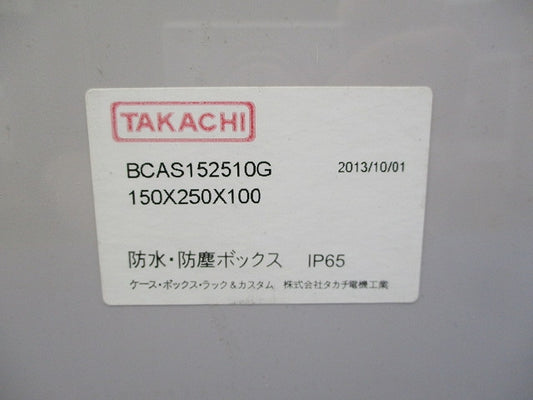 TAKACHI
BCAS152510G 2013/10/01
150X250X100
防水・防塵ボックス IP65
ケース・ボックス・ラック&カスタム 株式会社タカチ電機工業